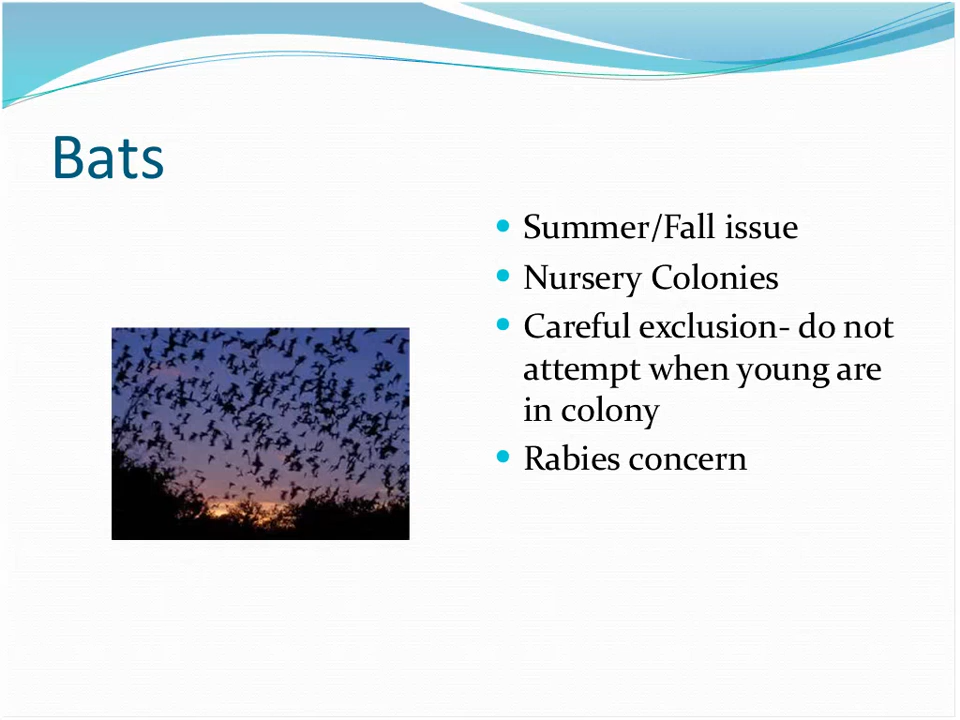 Bats
Summer/Fall issue
Nursery Colonies
Careful exclusion- do not
attempt when young are
in colony
Rabies concern